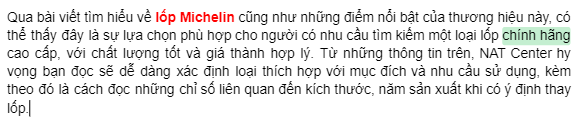 Qua bài viết tìm hiểu về lốp Michelin cũng như những điểm nổi bật của thương hiệu này, có
thể thấy đây là sự lựa chọn phù hợp cho người có nhu cầu tìm kiếm một loại lốp chính hãng
cao cấp, với chất lượng tốt và giá thành hợp lý. Từ những thông tin trên, NAT Center hy
vọng bạn đọc sẽ dễ dàng xác định loại thích hợp với mục đích và nhu cầu sử dụng, kèm
theo đó là cách đọc những chỉ số liên quan đến kích thước, năm sản xuất khi có ý định thay
lốp.